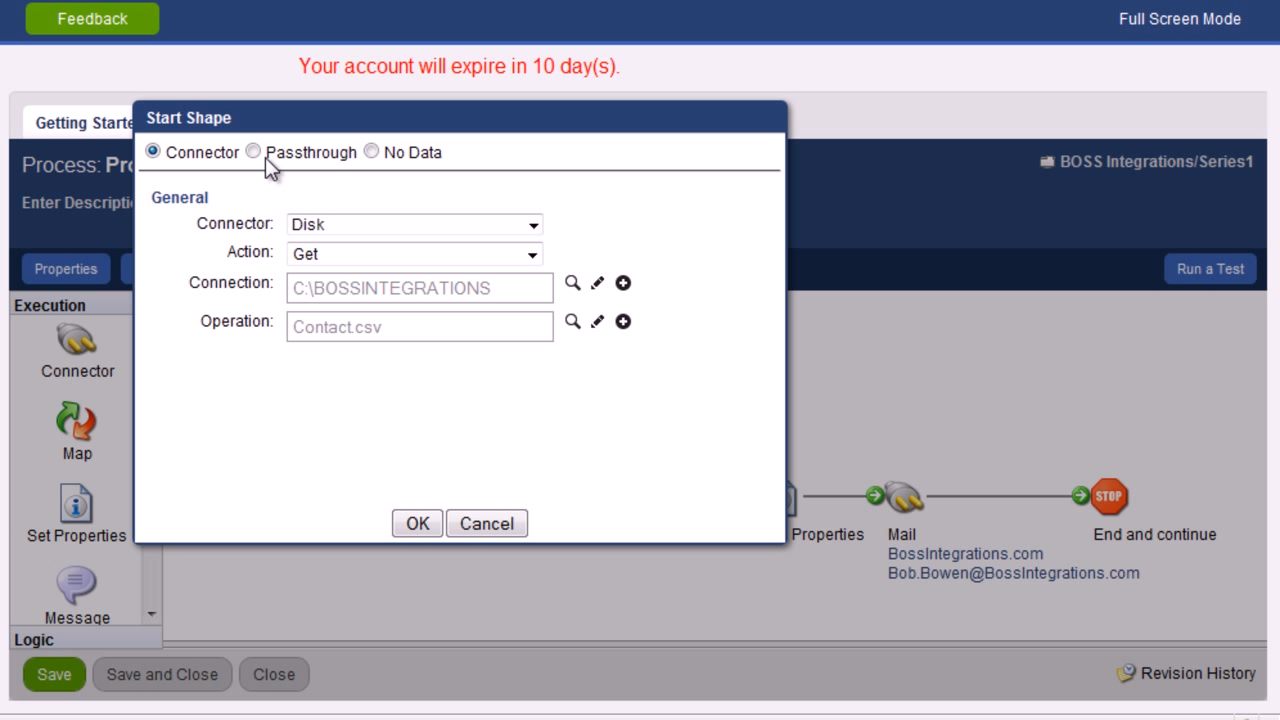 Feedback
Full Screen Mode
Your account will expire in 10 day(s).
Getting Starte
Start Shape
Connector Passthrough No Data
Process: Pro
BOSS Integrations/Series1
Enter Descripti
General
Connector: Disk
Action: Get
Connection: C:\BOSSINTEGRATIONS
Operation: Contact.csv
Properties
Run a Test
Execution
Connector
Map
Set Properties
Message
Logic
OK Cancel
STOP
Properties Mail End and continue
BossIntegrations.com
Bob.Bowen@BossIntegrations.com
Save Save and Close Close
Revision History